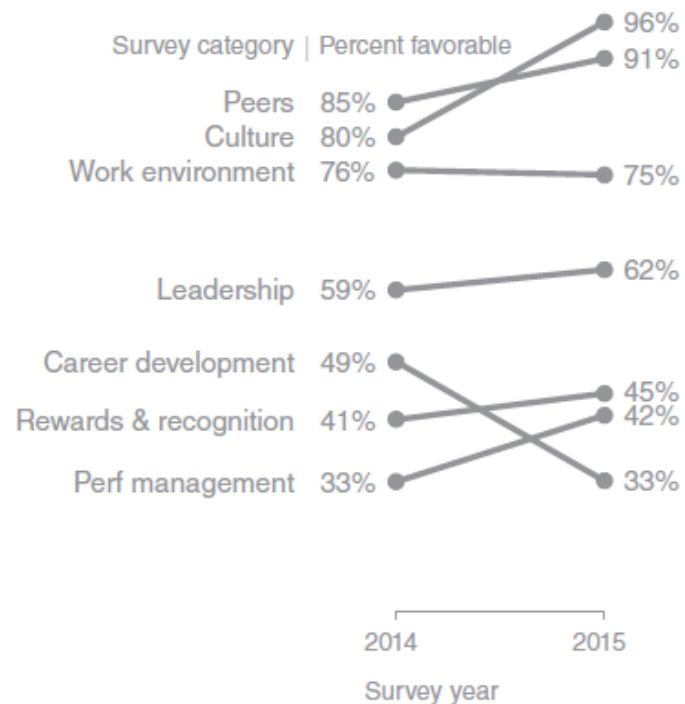 96%
Survey category | Percent favorable
91%
Peers 85%
Culture 80%
Work environment 76%
75%
Leadership 59%
62%
Career development 49%
45%
Rewards & recognition 41%
42%
Perf management 33%
33%
2014 2015
Survey year